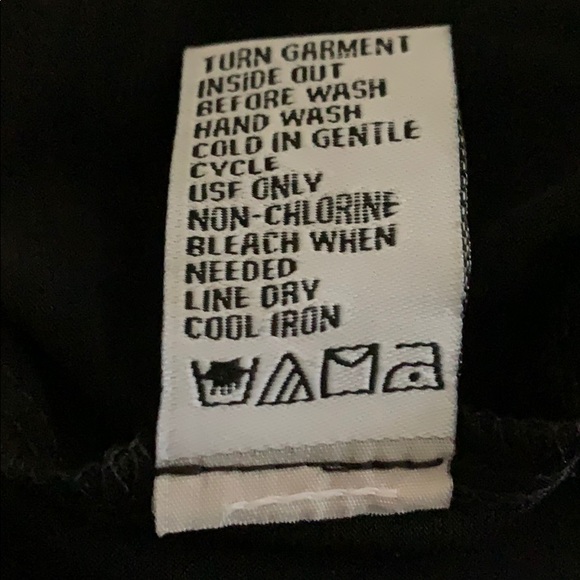 TURN GARMENT
INSIDE OUT
BEFORE WASH
HAND WASH
COLD IN GENTLE
CYCLE
USE ONLY
NON-CHLORINE
BLEACH WHEN
NEEDED
LINE DRY
COOL IRON